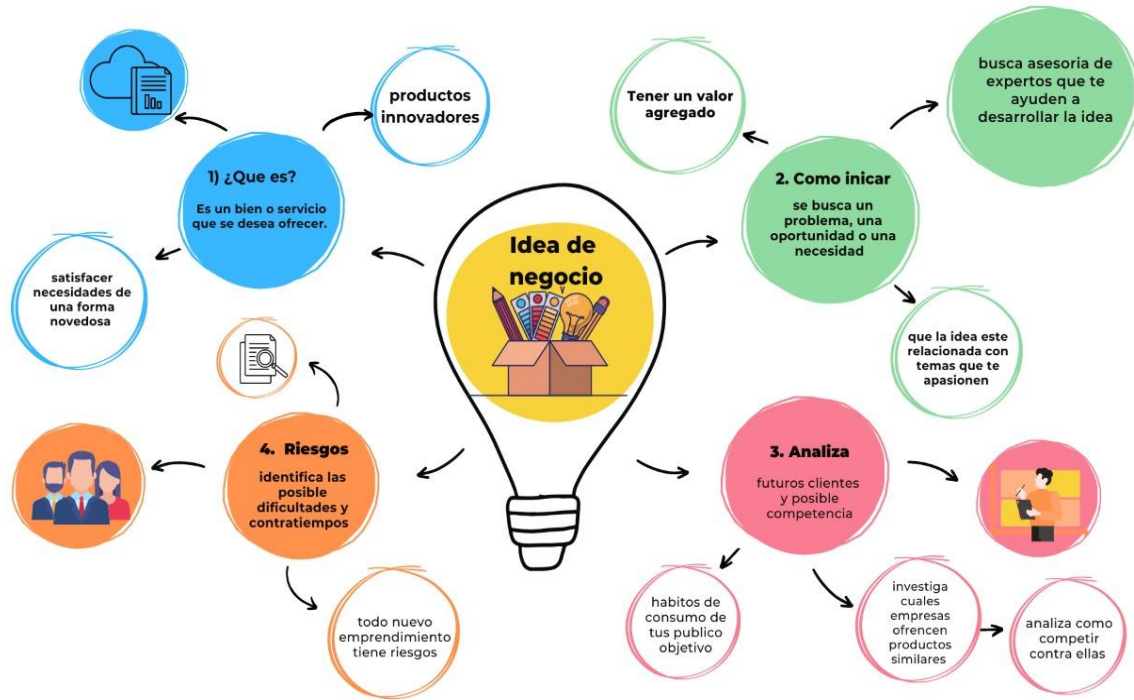 Idea de
negocio
1) ¿Que es?
Es un bien o servicio
que se desea ofrecer.
productos
innovadores
satisfacer
necesidades de
una forma
novedosa
2. Como inicar
se busca un
problema, una
oportunidad o una
necesidad
Tener un valor
agregado
busca asesoria de
expertos que te
ayuden a
desarrollar la idea
que la idea este
relacionada con
temas que te
apasionen
3. Analiza
futuros clientes
y posible
competencia
habitos de
consumo de
tus publico
objetivo
investiga
cuales
empresas
ofrencen
productos
similares
analiza como
competir
contra ellas
4. Riesgos
identifica las
posible
dificultades y
contratiempos
todo nuevo
emprendimiento
tiene riesgos